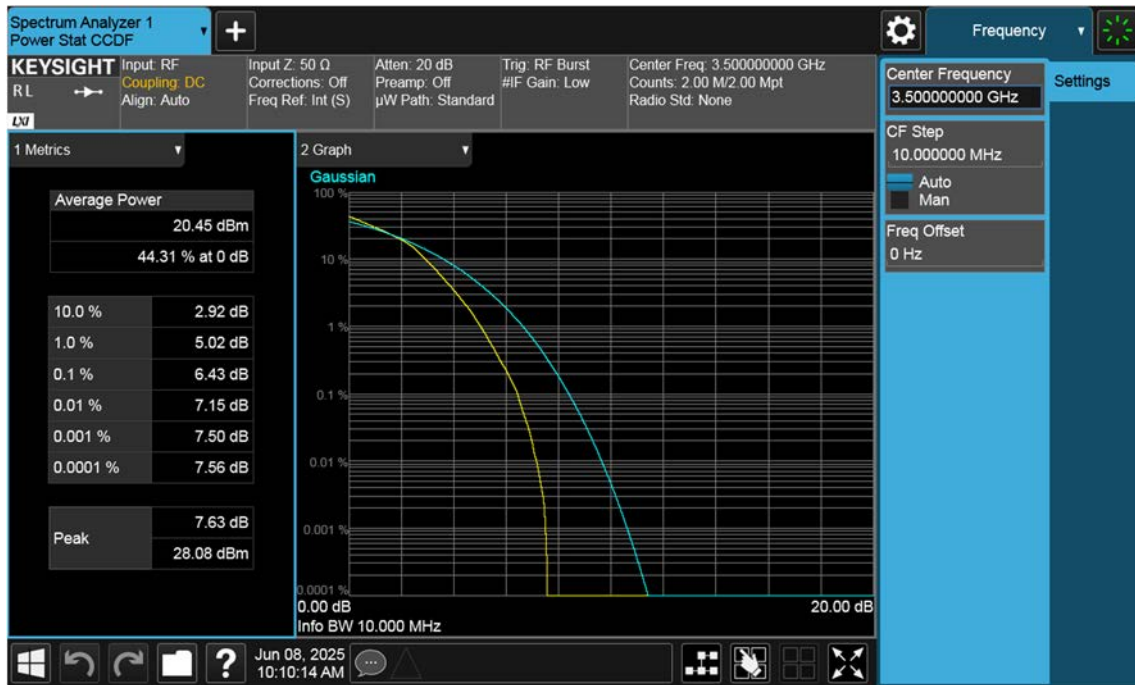 Spectrum Analyzer 1
Power Stat CCDF
Frequency
KEYSIGHT
R L
LXI
Input: RF
Coupling: DC
Align: Auto
Input Z: 50 Ω
Corrections: Off
Freq Ref: Int (S)
Atten: 20 dB
Preamp: Off
µW Path: Standard
Trig: RF Burst
#IF Gain: Low
Center Freq: 3.500000000 GHz
Counts: 2.00 M/2.00 Mpt
Radio Std: None
Center Frequency
3.500000000 GHz
Settings
CF Step
10.000000 MHz
Auto
Man
Freq Offset
0 Hz
1 Metrics
Average Power
20.45 dBm
44.31 % at 0 dB
10.0 % 2.92 dB
1.0 % 5.02 dB
0.1 % 6.43 dB
0.01 % 7.15 dB
0.001 % 7.50 dB
0.0001 % 7.56 dB
Peak
7.63 dB
28.08 dBm
2 Graph
Gaussian
100 %
10 %
1 %
0.1 %
0.01 %
0.001 %
0.0001 %
0.00 dB 20.00 dB
Info BW 10.000 MHz
?
Jun 08, 2025
10:10:14 AM